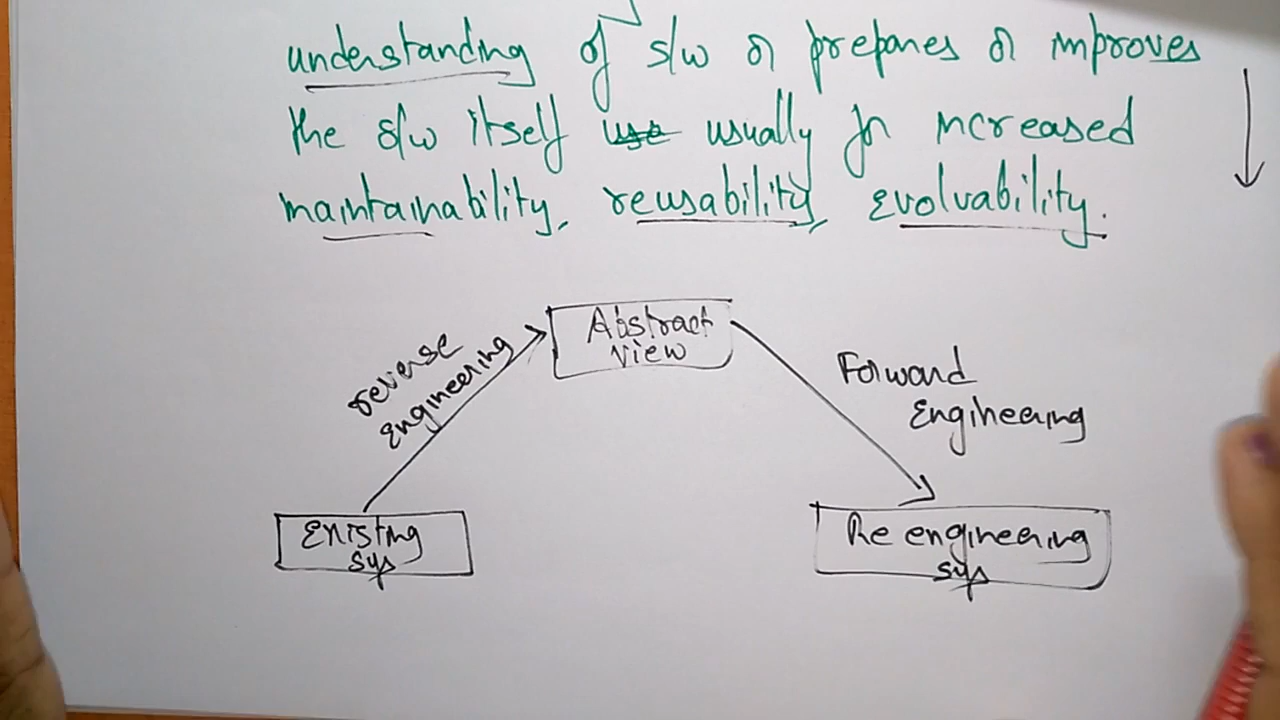 understanding of s/w or prepares or improves
the s/w itself use usually for increased
maintainability, reusability, Evolvability.
Abstract
view
reverse
Engineering
Forward
Engineering
Existing
sys
Re engineering
sys